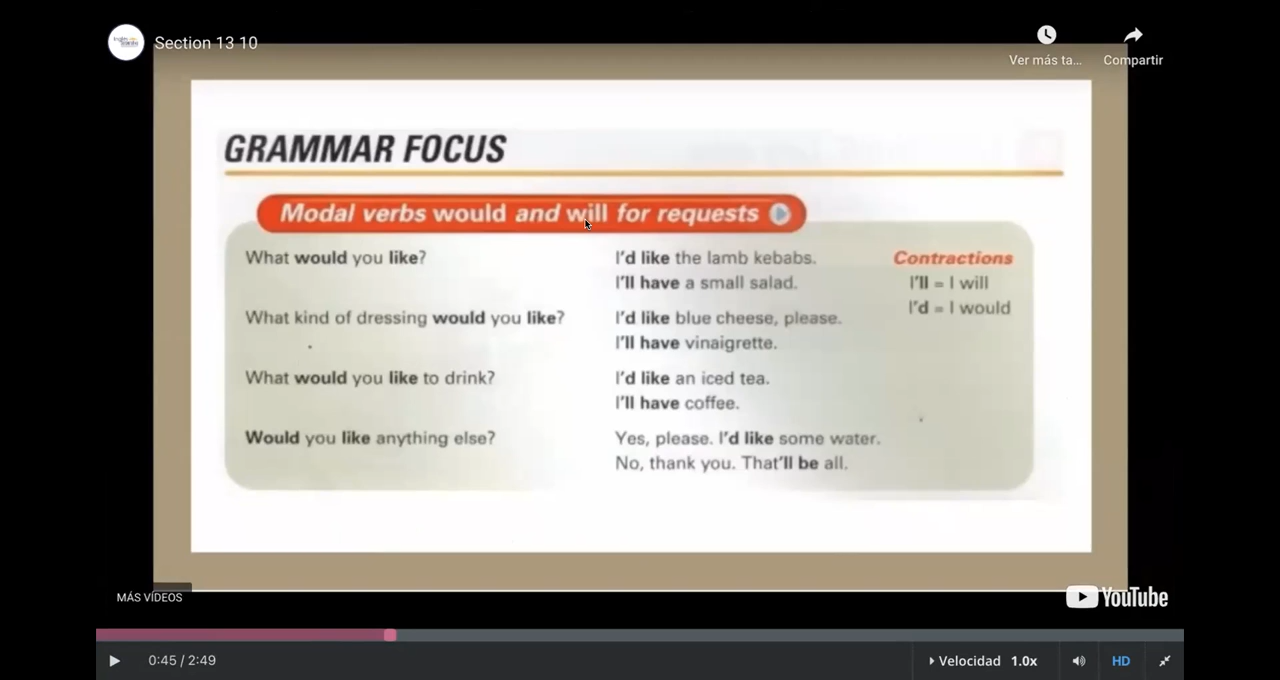 Section 13 10
Ver más ta...
Compartir
GRAMMAR FOCUS
Modal verbs would and will for requests
What would you like?
I'd like the lamb kebabs.
I'll have a small salad.
What kind of dressing would you like?
I'd like blue cheese, please.
I'll have vinaigrette.
What would you like to drink?
I'd like an iced tea.
I'll have coffee.
Would you like anything else?
Yes, please. I'd like some water.
No, thank you. That'll be all.
Contractions
I'll = I will
I'd = I would
MÁS VÍDEOS
YouTube
0:45 / 2:49
Velocidad 1.0x
HD